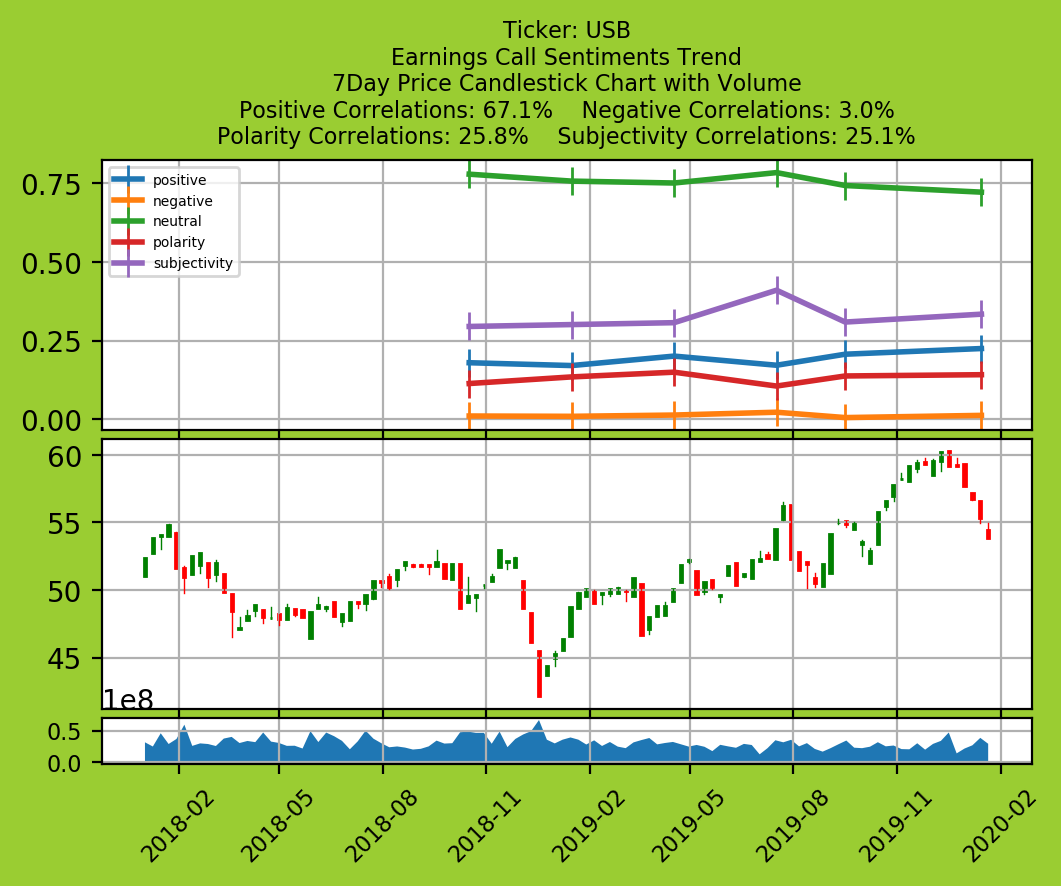 Ticker: USB
Earnings Call Sentiments Trend
7Day Price Candlestick Chart with Volume
Positive Correlations: 67.1%    Negative Correlations: 3.0%
Polarity Correlations: 25.8%    Subjectivity Correlations: 25.1%
positive
negative
neutral
polarity
subjectivity
0.75
0.50
0.25
0.00
60
55
50
45
1e8
0.5
0.0
2018-02
2018-05
2018-08
2018-11
2019-02
2019-05
2019-08
2019-11
2020-02